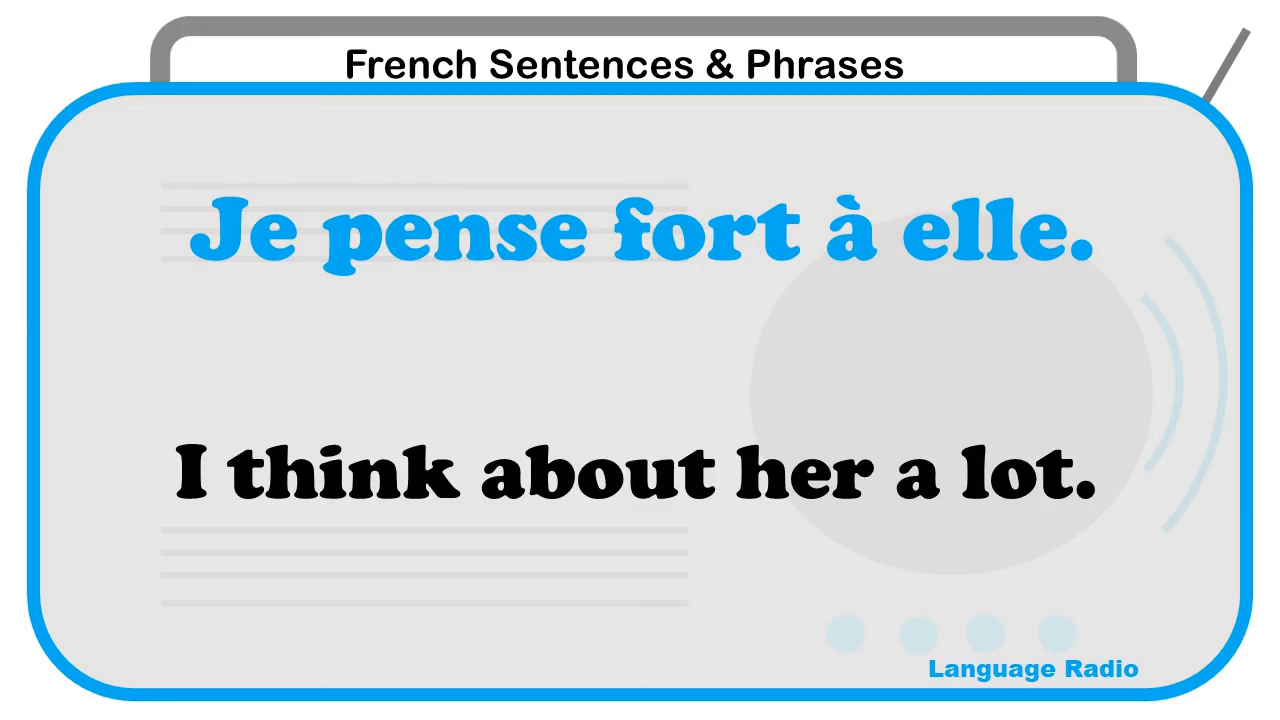 French Sentences & Phrases
Je pense fort à elle.
I think about her a lot.
Language Radio